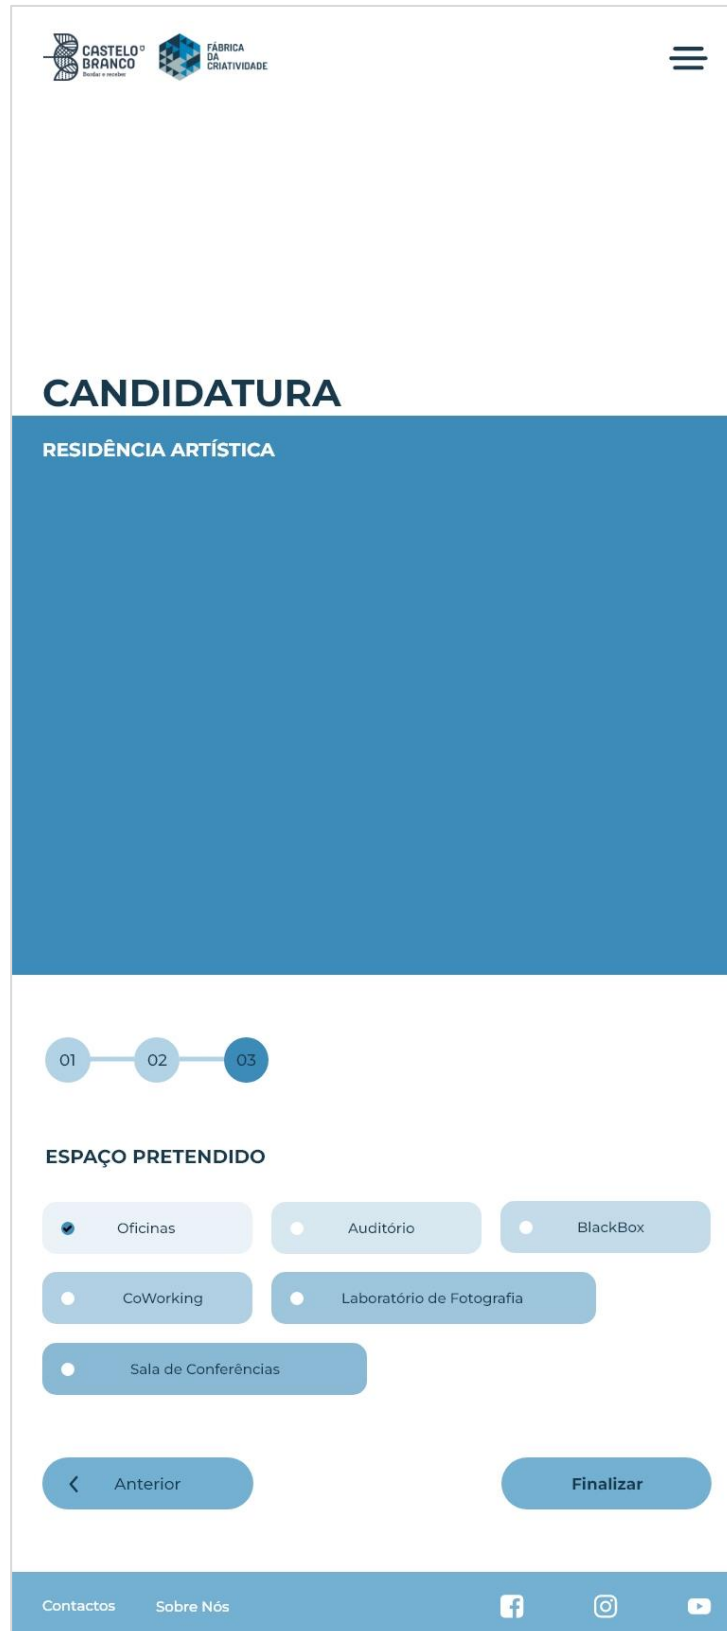 CASTELO
BRANCO
Bordar e receber
FÁBRICA
DA
CRIATIVIDADE
CANDIDATURA
RESIDÊNCIA ARTÍSTICA
01 02 03
ESPAÇO PRETENDIDO
Oficinas Auditório BlackBox
CoWorking Laboratório de Fotografia
Sala de Conferências
Anterior Finalizar
Contactos Sobre Nós